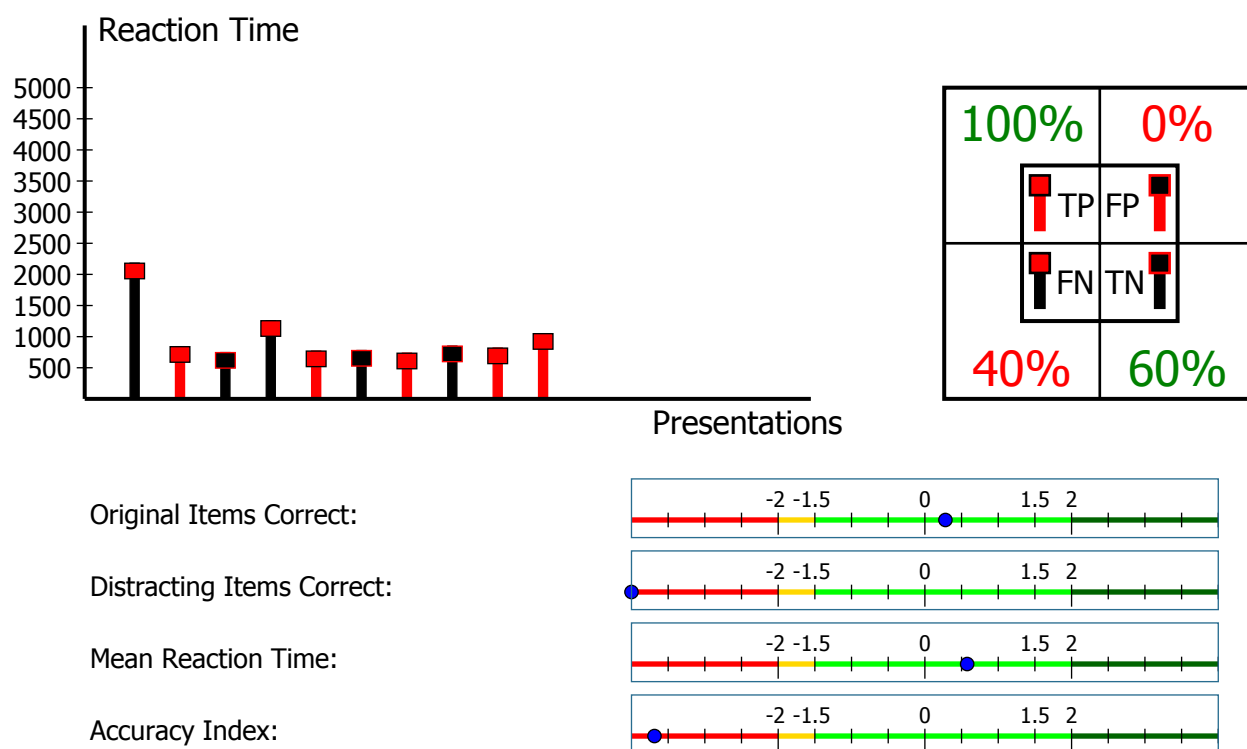 Reaction Time
5000
4500
4000
3500
3000
2500
2000
1500
1000
500
Presentations
100% 0%
TP FP
FN TN
40% 60%
Original Items Correct: -2 -1.5 0 1.5 2
Distracting Items Correct: -2 -1.5 0 1.5 2
Mean Reaction Time: -2 -1.5 0 1.5 2
Accuracy Index: -2 -1.5 0 1.5 2